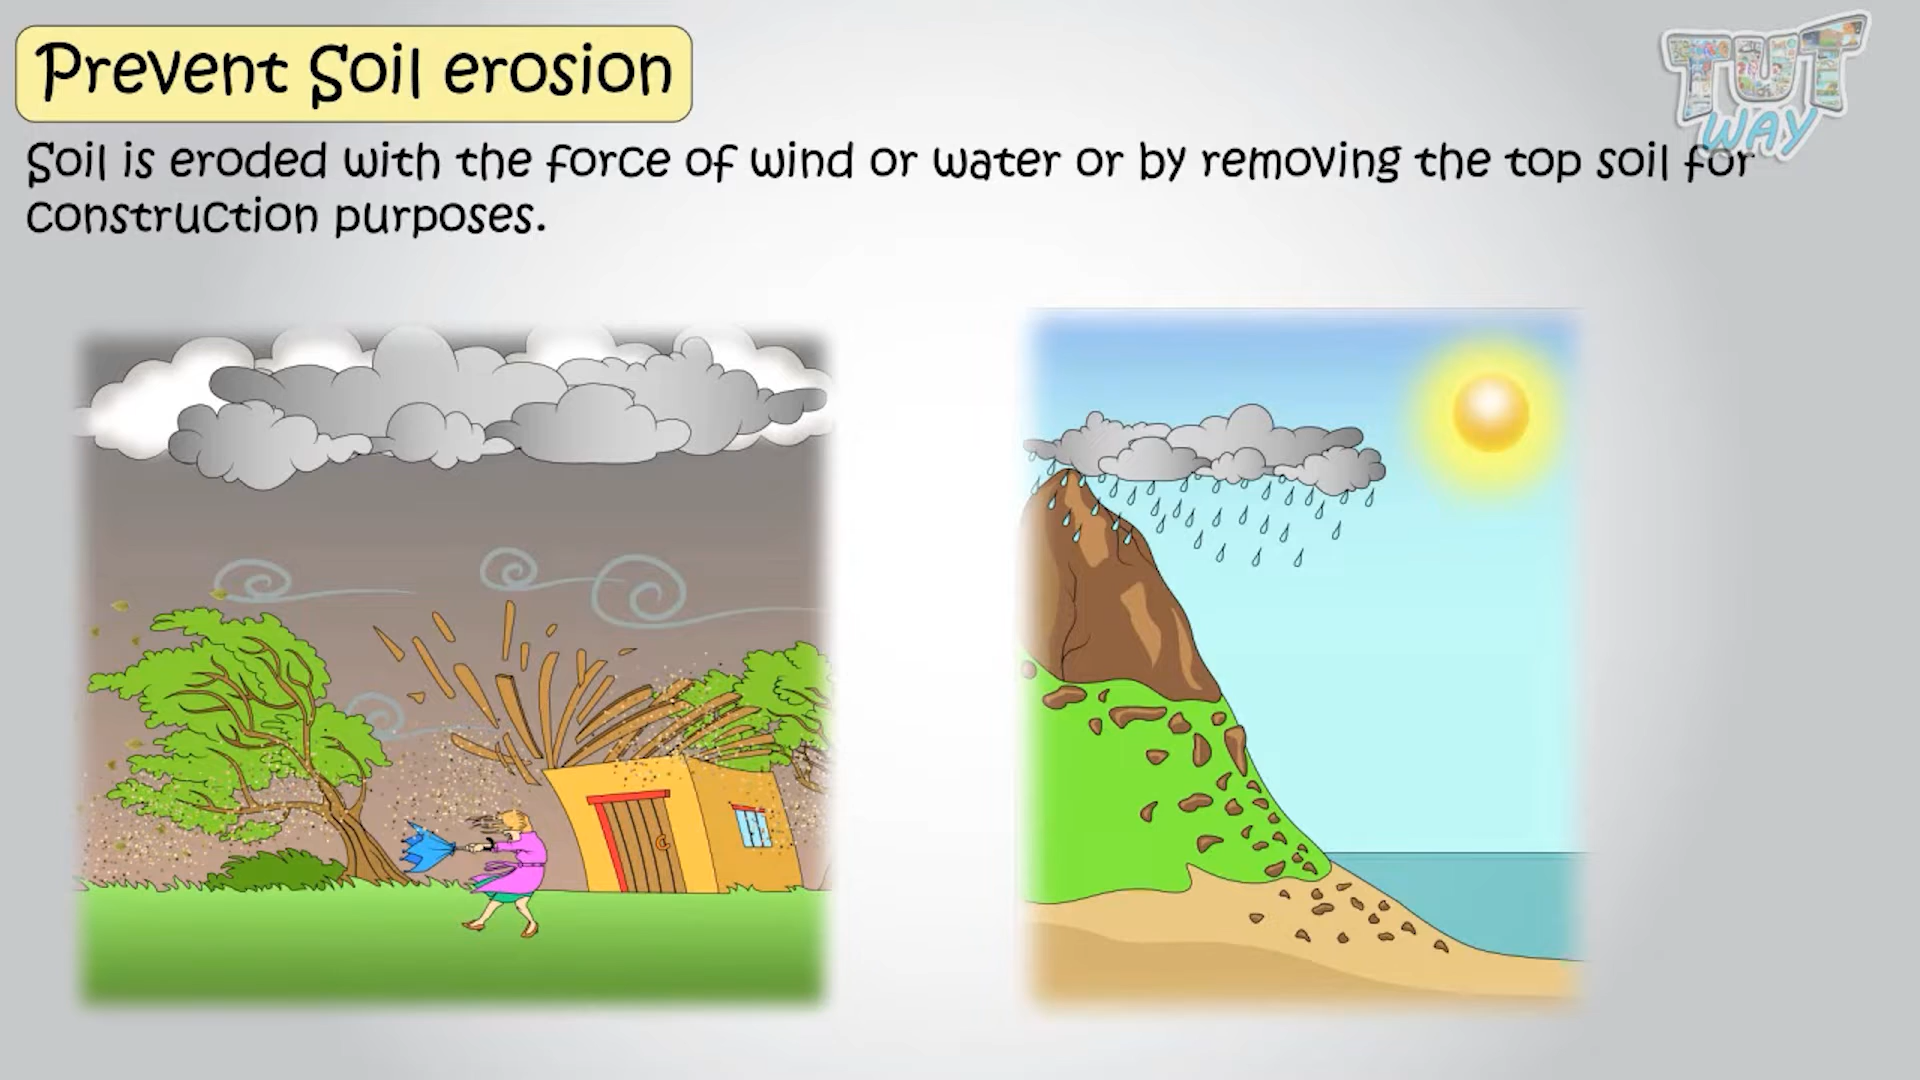 Prevent Soil erosion
TUT
WAY
Soil is eroded with the force of wind or water or by removing the top soil for
construction purposes.